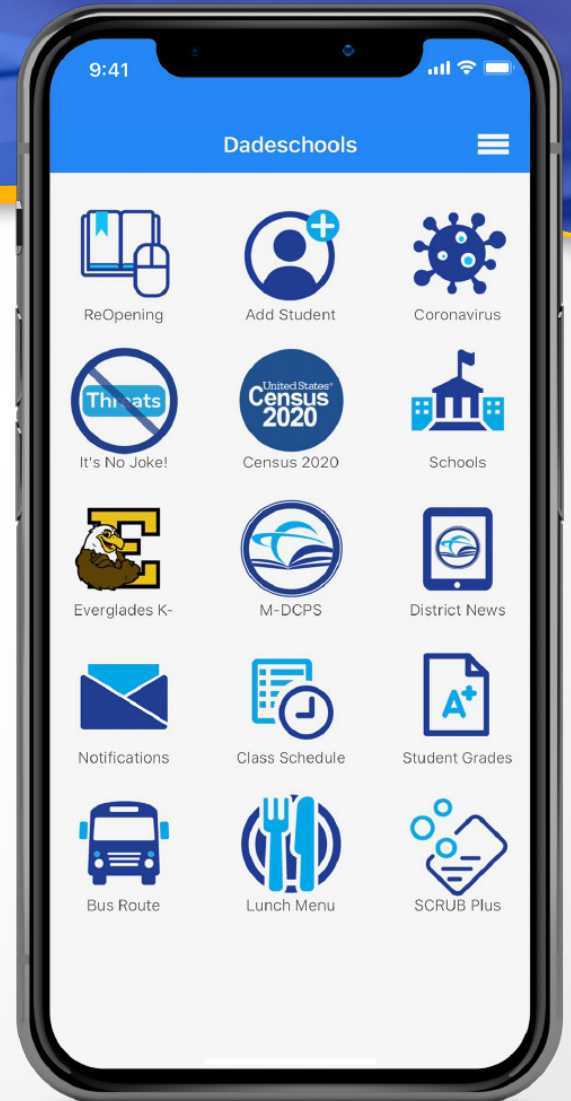 9:41
Dadeschools
ReOpening
Add Student
Coronavirus
Threats
United States®
Census
2020
It's No Joke!
Census 2020
Schools
E
Everglades K-
M-DCPS
District News
A+
Notifications
Class Schedule
Student Grades
Bus Route
Lunch Menu
SCRUB Plus